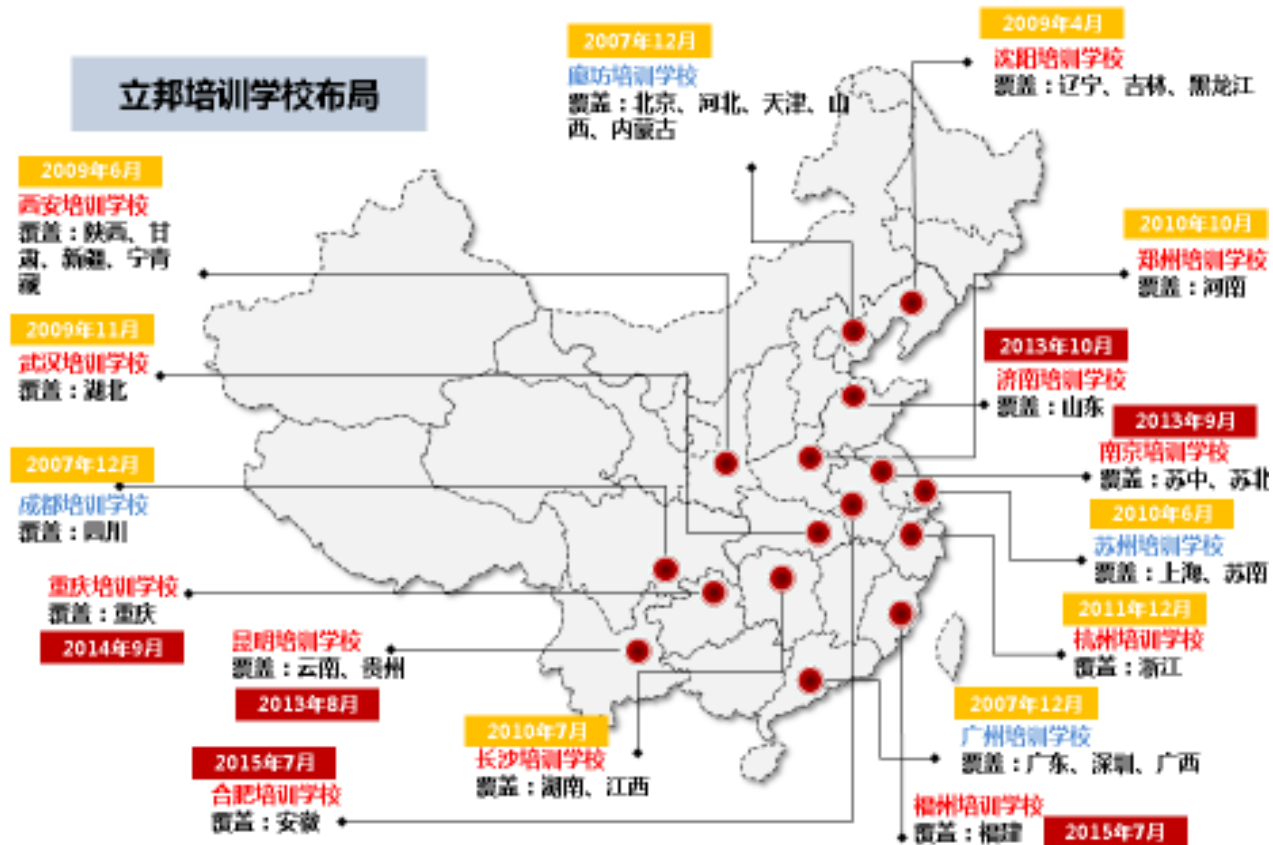 立邦培训学校布局
2007年12月
廊坊培训学校
覆盖：北京、河北、天津、山
西、内蒙古
2009年4月
沈阳培训学校
覆盖：辽宁、吉林、黑龙江
2009年6月
西安培训学校
覆盖：陕西、甘
肃、新疆、宁青
藏
2010年10月
郑州培训学校
覆盖：河南
2009年11月
武汉培训学校
覆盖：湖北
2013年10月
济南培训学校
覆盖：山东
2013年9月
南京培训学校
覆盖：苏中、苏北
2007年12月
成都培训学校
覆盖：四川
2010年6月
苏州培训学校
覆盖：上海、苏南
重庆培训学校
覆盖：重庆
2014年9月
2011年12月
杭州培训学校
覆盖：浙江
昆明培训学校
覆盖：云南、贵州
2013年8月
2007年12月
广州培训学校
覆盖：广东、深圳、广西
2010年7月
长沙培训学校
覆盖：湖南、江西
2015年7月
合肥培训学校
覆盖：安徽
福州培训学校
覆盖：福建
2015年7月